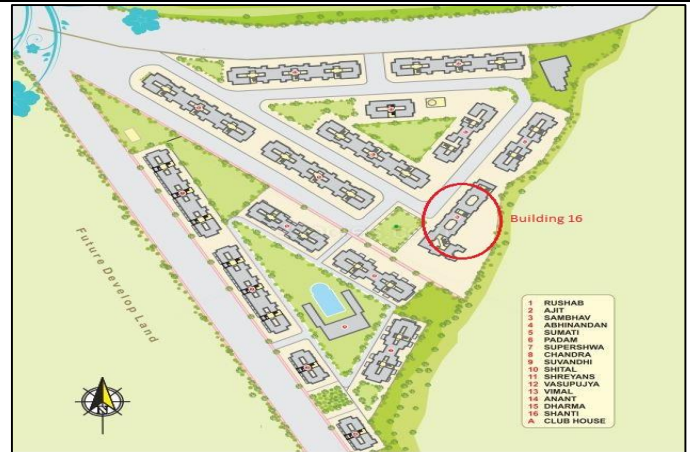 Building 16
Future Develop Land
1 RUSHAB
2 AJIT
3 SAMBHAV
4 ABHINANDAN
5 SUMATI
6 PADAM
7 SUPERSHWA
8 CHANDRA
9 SUVANDHI
10 SHITAL
11 SHREYANS
12 VASUPUJYA
13 VIMAL
14 ANANT
15 DHARMA
16 SHANTI
A CLUB HOUSE
N